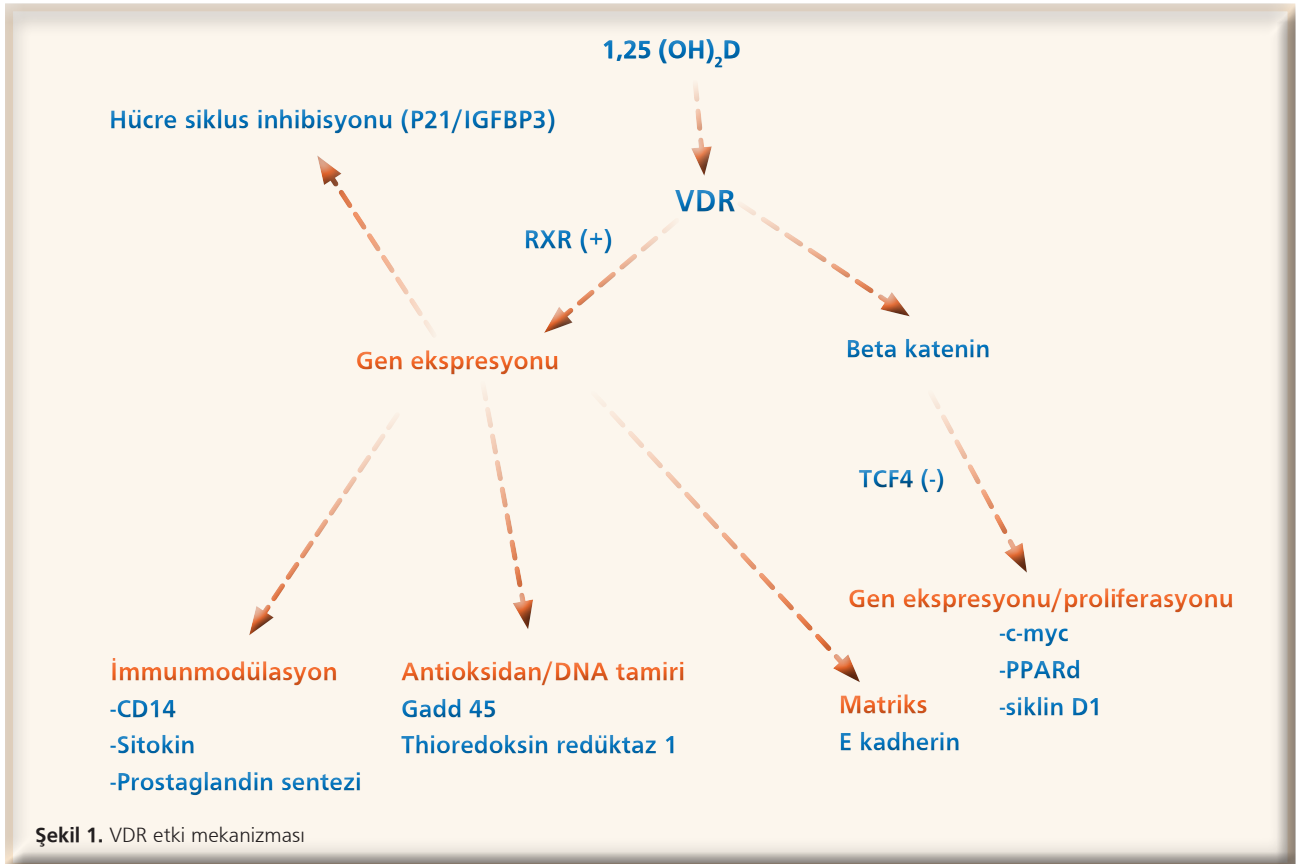 1,25 (OH)₂D
Hücre siklus inhibisyonu (P21/IGFBP3)
VDR
RXR (+)
Gen ekspresyonu
Beta katenin
TCF4 (-)
Gen ekspresyonu/proliferasyonu
-c-myc
-PPARd
-siklin D1
İmmunmodülasyon
-CD14
-Sitokin
-Prostaglandin sentezi
Antioksidan/DNA tamiri
Gadd 45
Thioredoksin redüktaz 1
Matriks
E kadherin
Şekil 1. VDR etki mekanizması